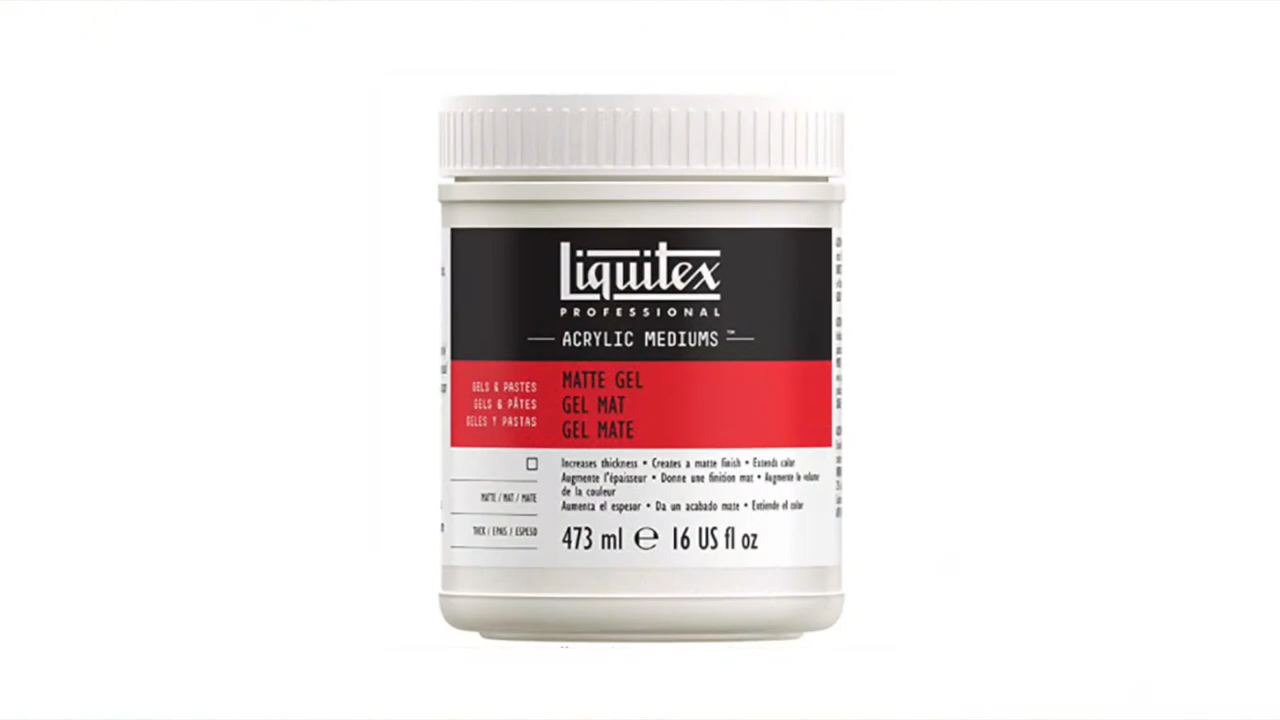 Liquitex
PROFESSIONAL
ACRYLIC MEDIUMS™
GELS & PASTES
GELS & PÂTES
GELES Y PASTAS
MATTE GEL
GEL MAT
GEL MATE
MATTE / MAT / MATE
THICK / EPAIS / ESPESO
Increases thickness • Creates a matte finish • Extends color
Augmente l'épaisseur • Donne une finition mat • Augmente le volume
de la couleur
Aumenta el espesor • Da un acabado mate • Extiende el color
473 ml ℮ 16 US fl oz